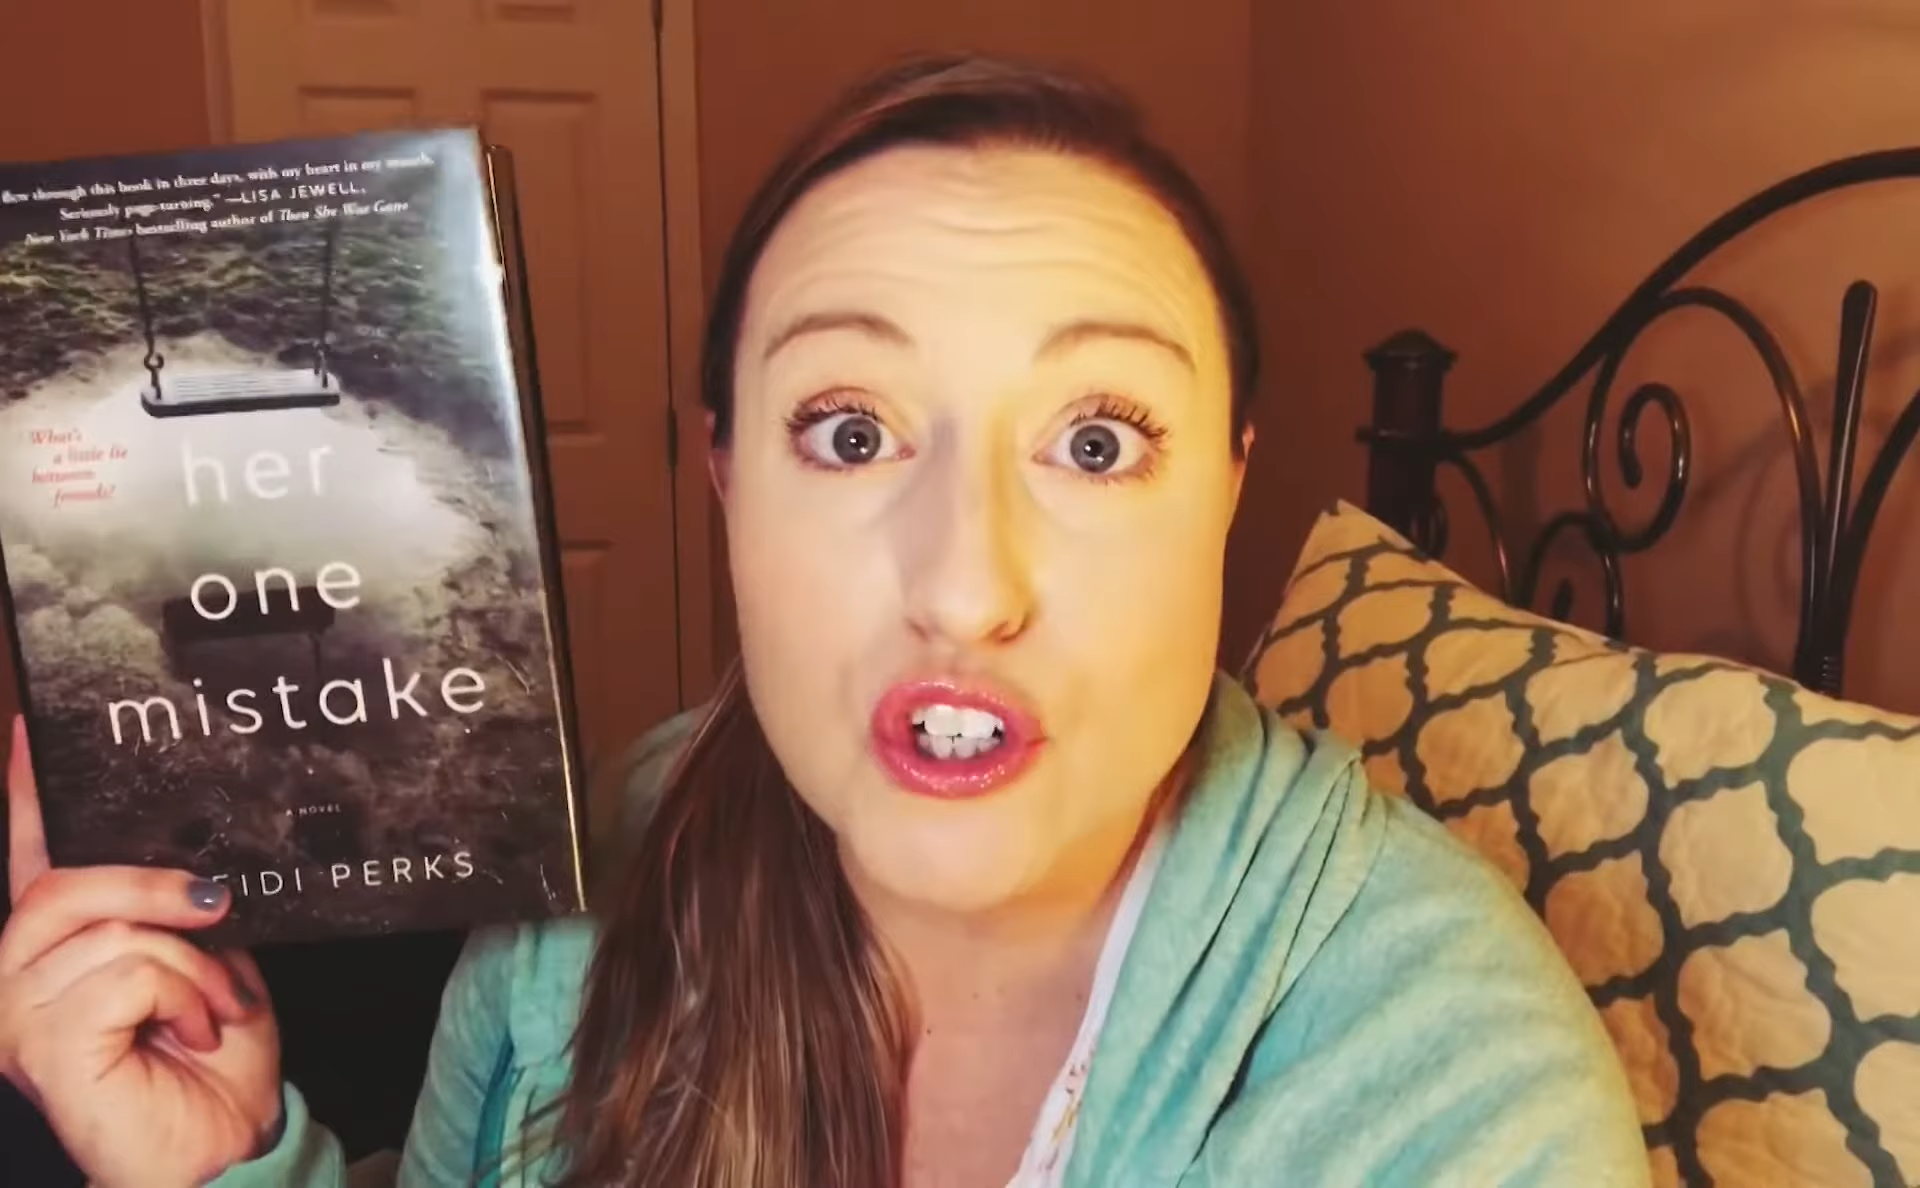 flew through this book in three days, with my heart in my mouth.
Seriously page-turning." —LISA JEWELL,
New York Times bestselling author of Then She Was Gone
What's
a little lie
between
friends?
her
one
mistake
A NOVEL
EIDI PERKS